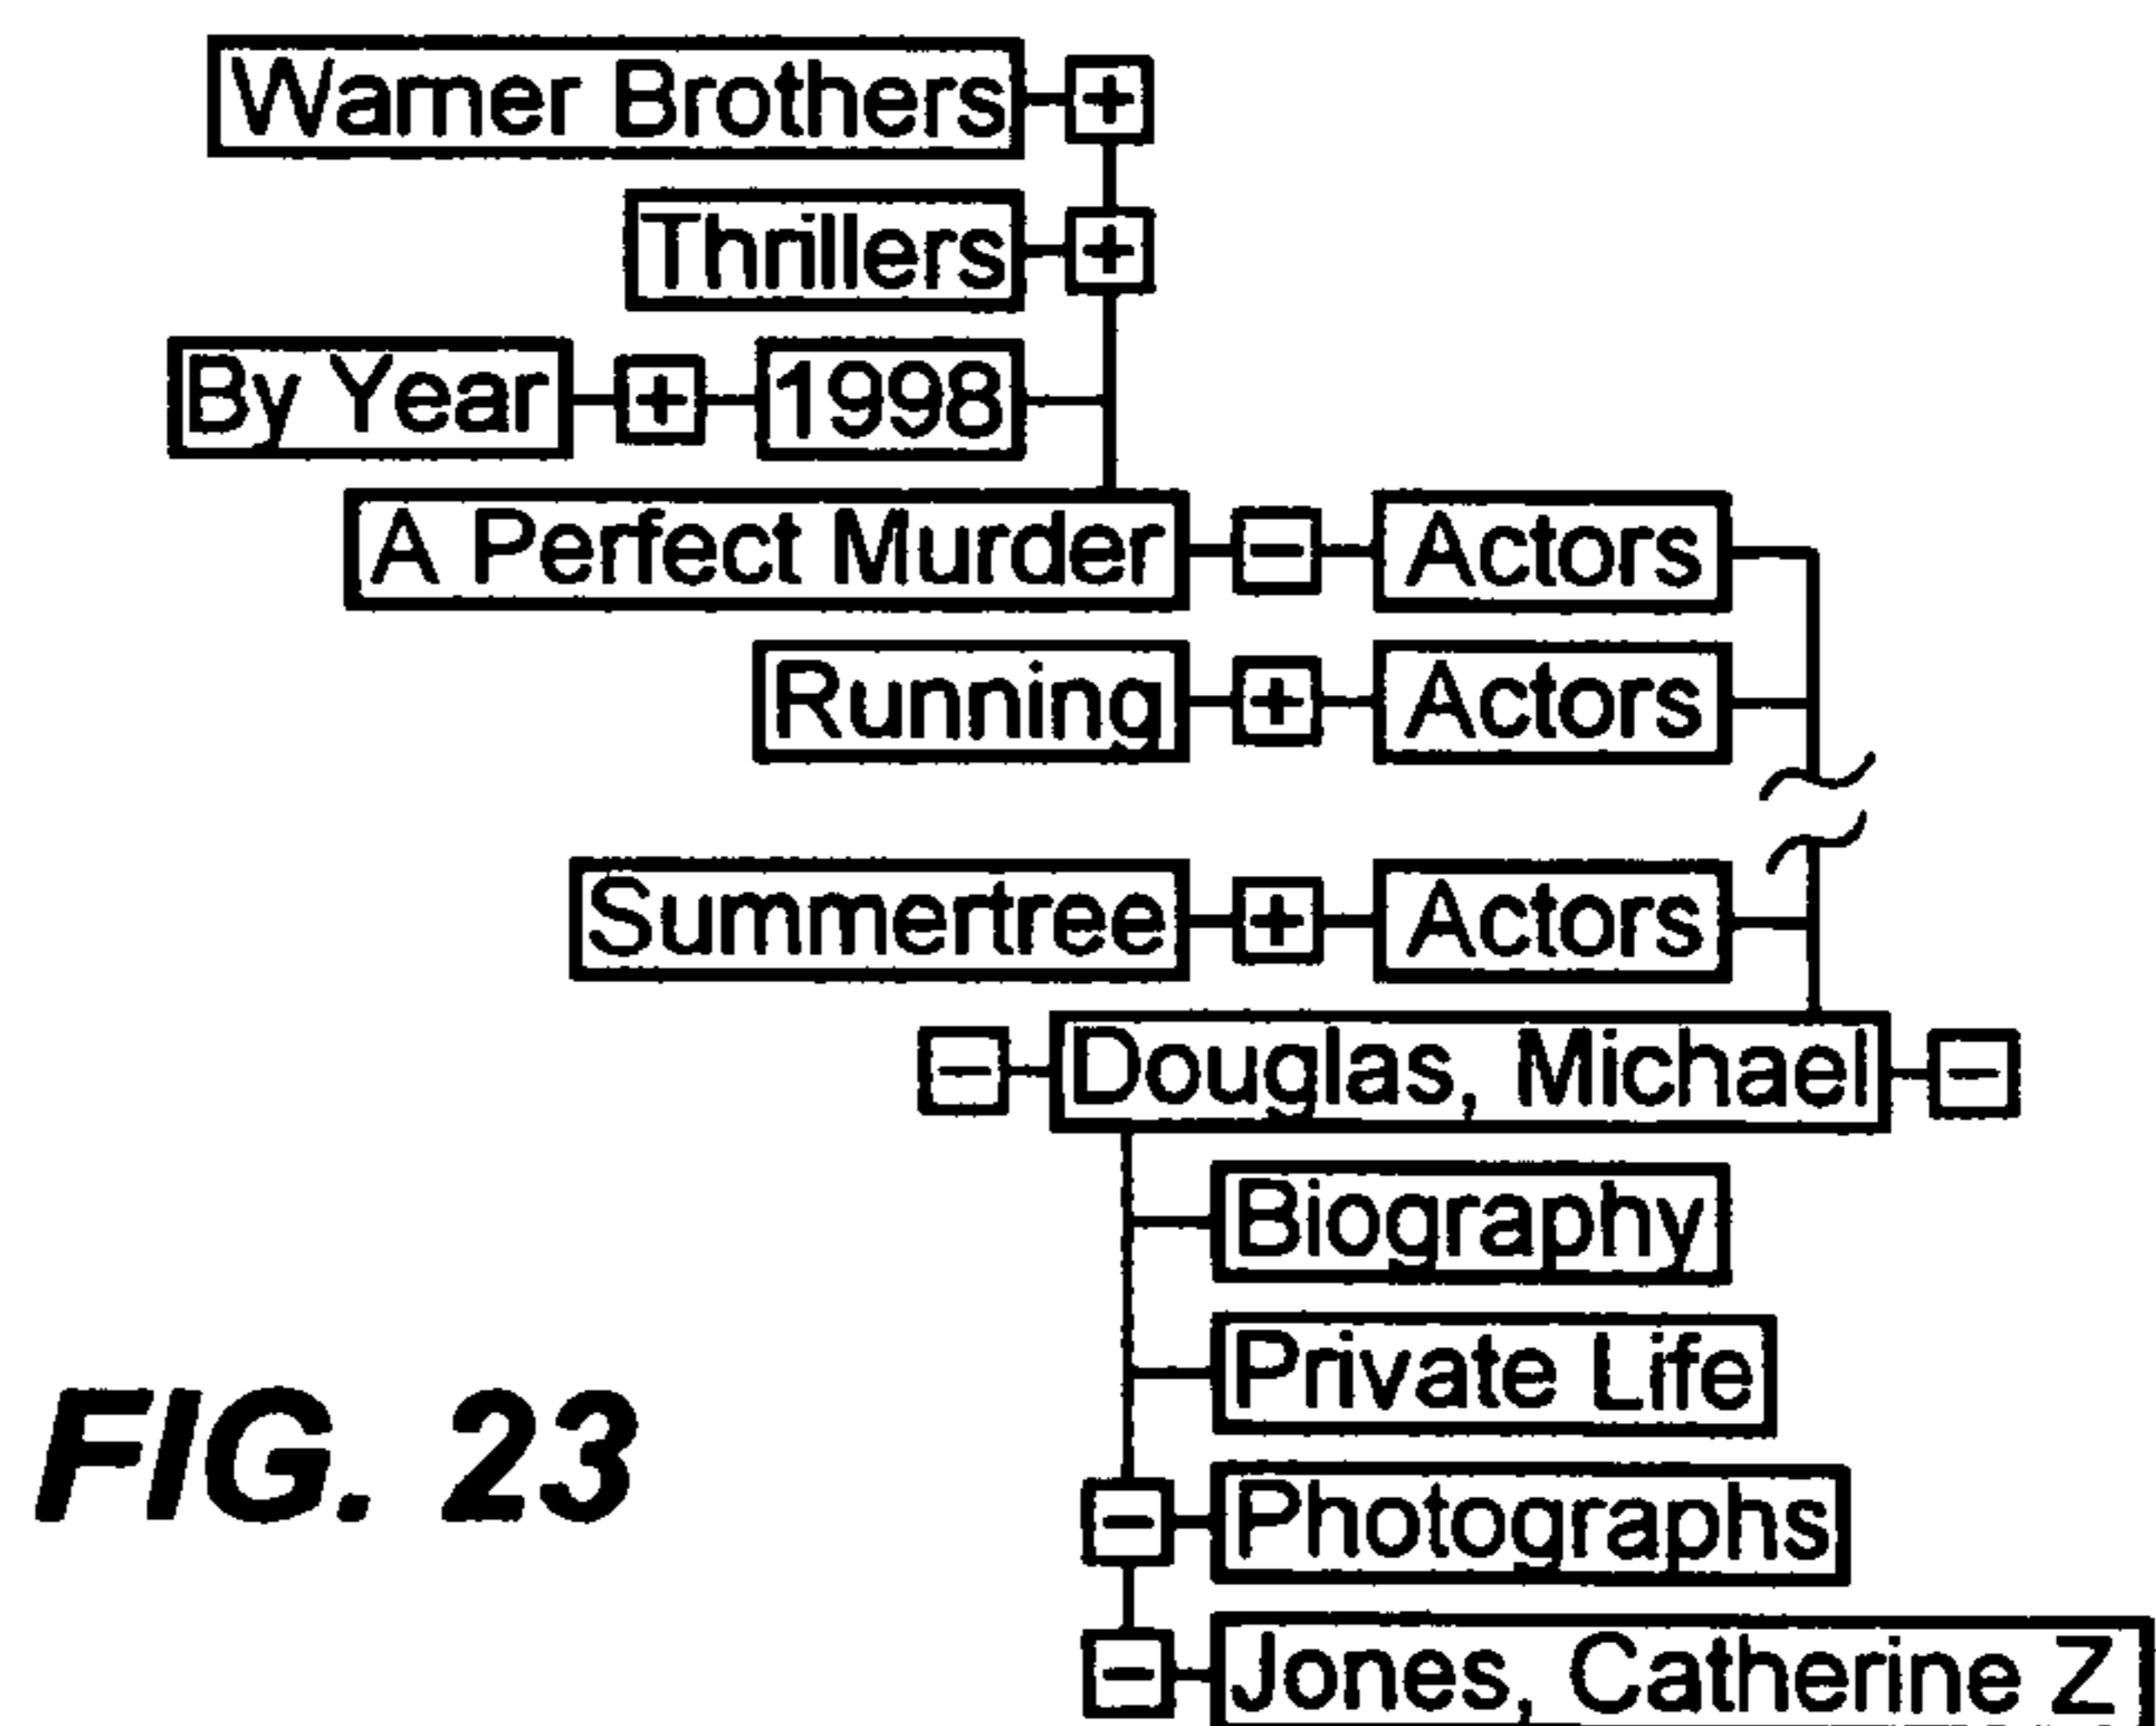 Warner Brothers +
Thrillers +
By Year + 1998
A Perfect Murder − Actors
Running + Actors
Summertree + Actors
− Douglas, Michael −
Biography
Private Life
− Photographs
− Jones, Catherine Z
FIG. 23